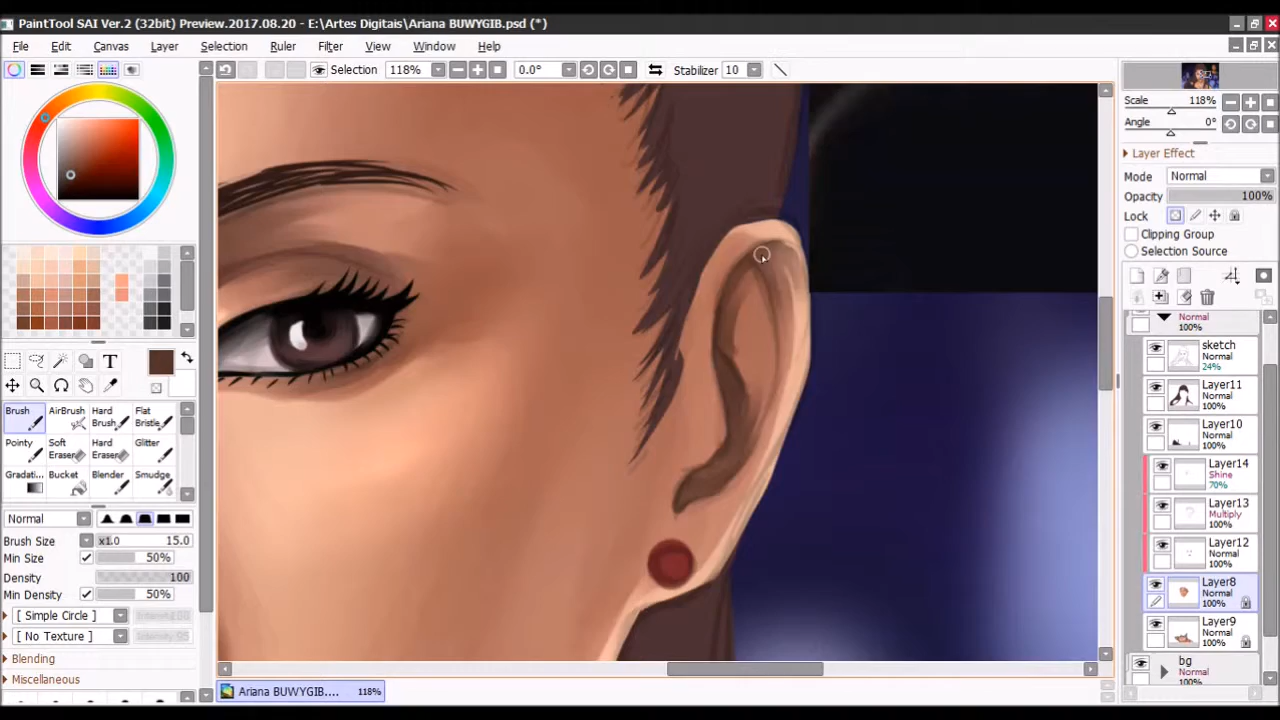 PaintTool SAI Ver.2 (32bit) Preview.2017.08.20 - E:\Artes Digitais\Ariana BUWYGIB.psd (*)
File Edit Canvas Layer Selection Ruler Filter View Window Help
Selection 118% 0.0° Stabilizer 10
Scale 118%
Angle 0°
Layer Effect
Mode Normal
Opacity 100%
Lock
Clipping Group
Selection Source
Normal
100%
sketch
Normal
24%
Layer11
Normal
100%
Layer10
Normal
100%
Layer14
Shine
70%
Layer13
Multiply
100%
Layer12
Normal
100%
Layer8
Normal
100%
Layer9
Normal
100%
bg
Normal
100%
T
Brush AirBrush Hard Brush Flat Bristle
Pointy Soft Eraser Hard Eraser Glitter
Gradati... Bucket Blender Smudge
Normal
Brush Size x1.0 15.0
Min Size 50%
Density 100
Min Density 50%
[ Simple Circle ]
[ No Texture ]
Blending
Miscellaneous
Ariana BUWYGIB.... 118%